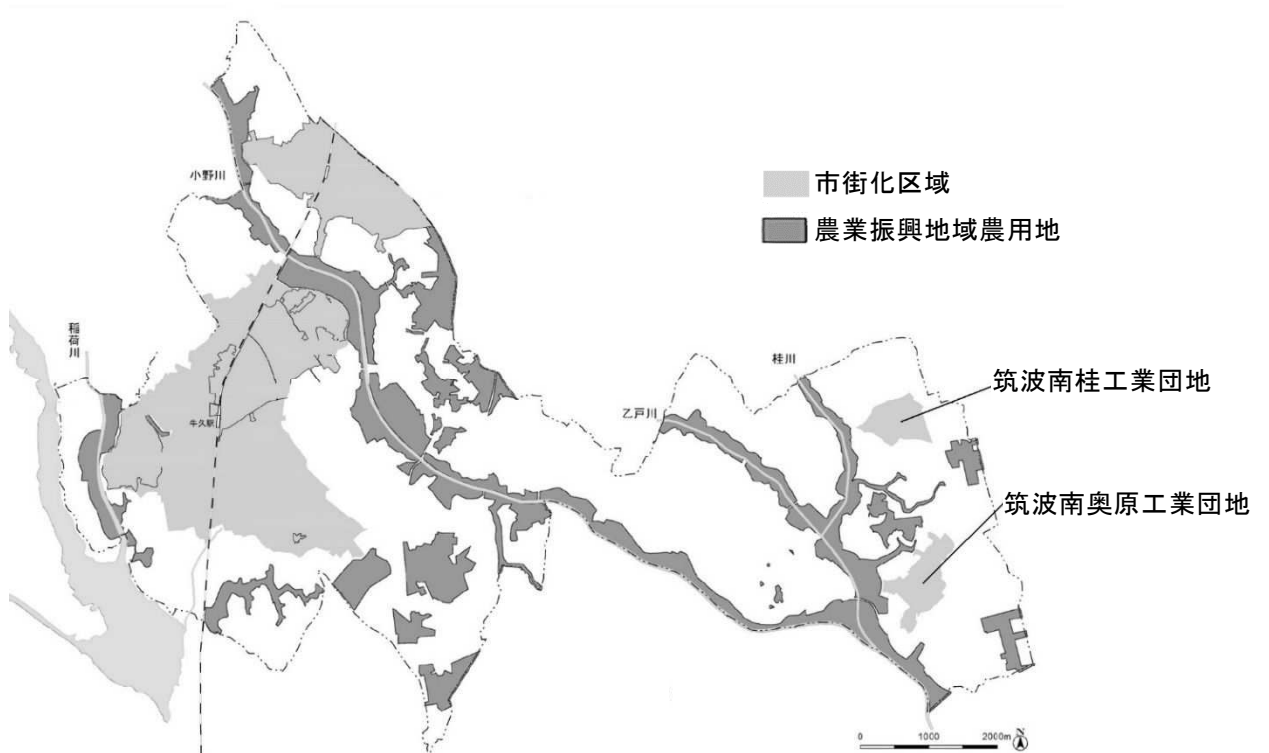 小野川
市街化区域
農業振興地域農用地
稲荷川
桂川
筑波南桂工業団地
乙戸川
牛久駅
筑波南奥原工業団地
0 1000 2000m
N